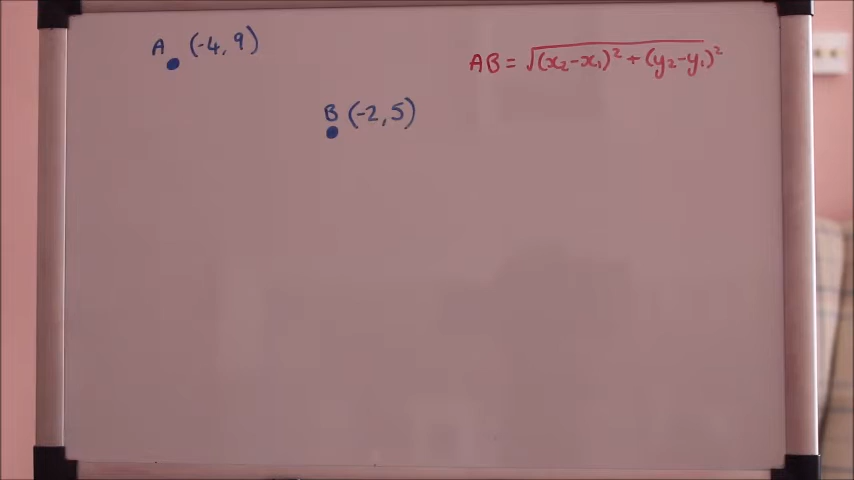 A (-4, 9)
AB = √(x₂-x₁)² + (y₂-y₁)²
B (-2, 5)